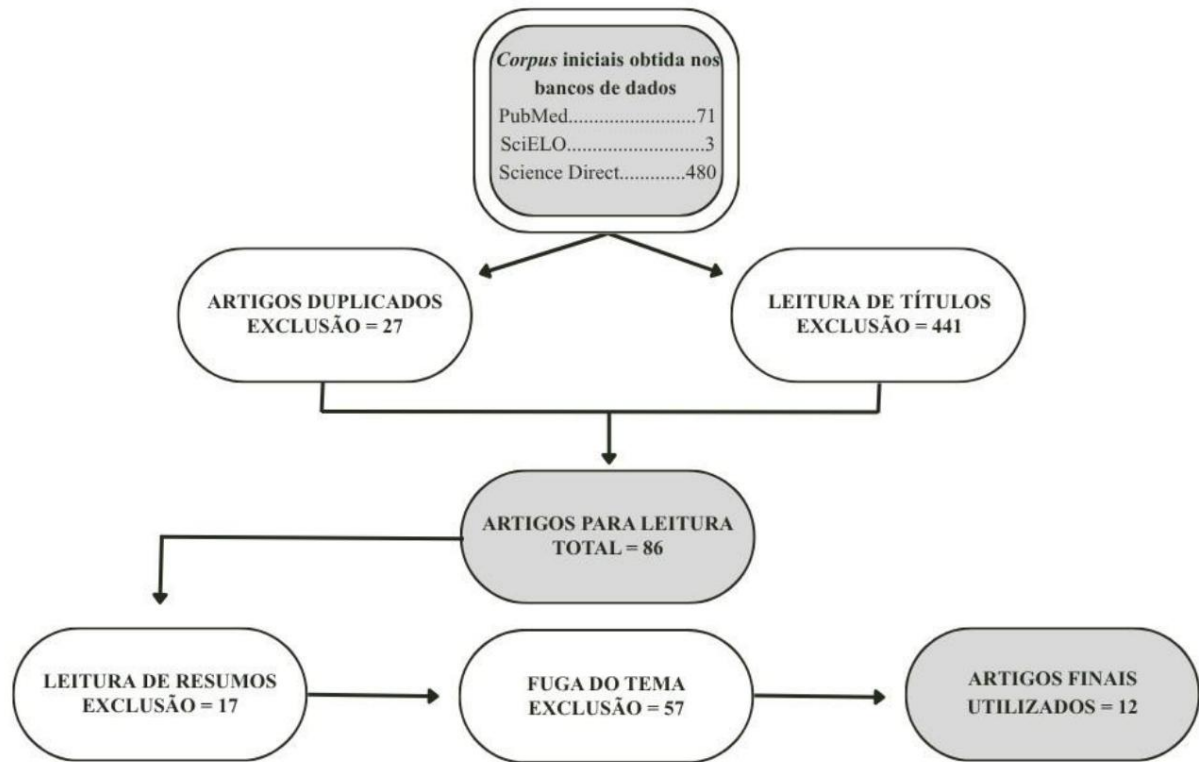 Corpus iniciais obtida nos
bancos de dados
PubMed.........................71
SciELO...........................3
Science Direct.............480
ARTIGOS DUPLICADOS
EXCLUSÃO = 27
LEITURA DE TÍTULOS
EXCLUSÃO = 441
ARTIGOS PARA LEITURA
TOTAL = 86
LEITURA DE RESUMOS
EXCLUSÃO = 17
FUGA DO TEMA
EXCLUSÃO = 57
ARTIGOS FINAIS
UTILIZADOS = 12